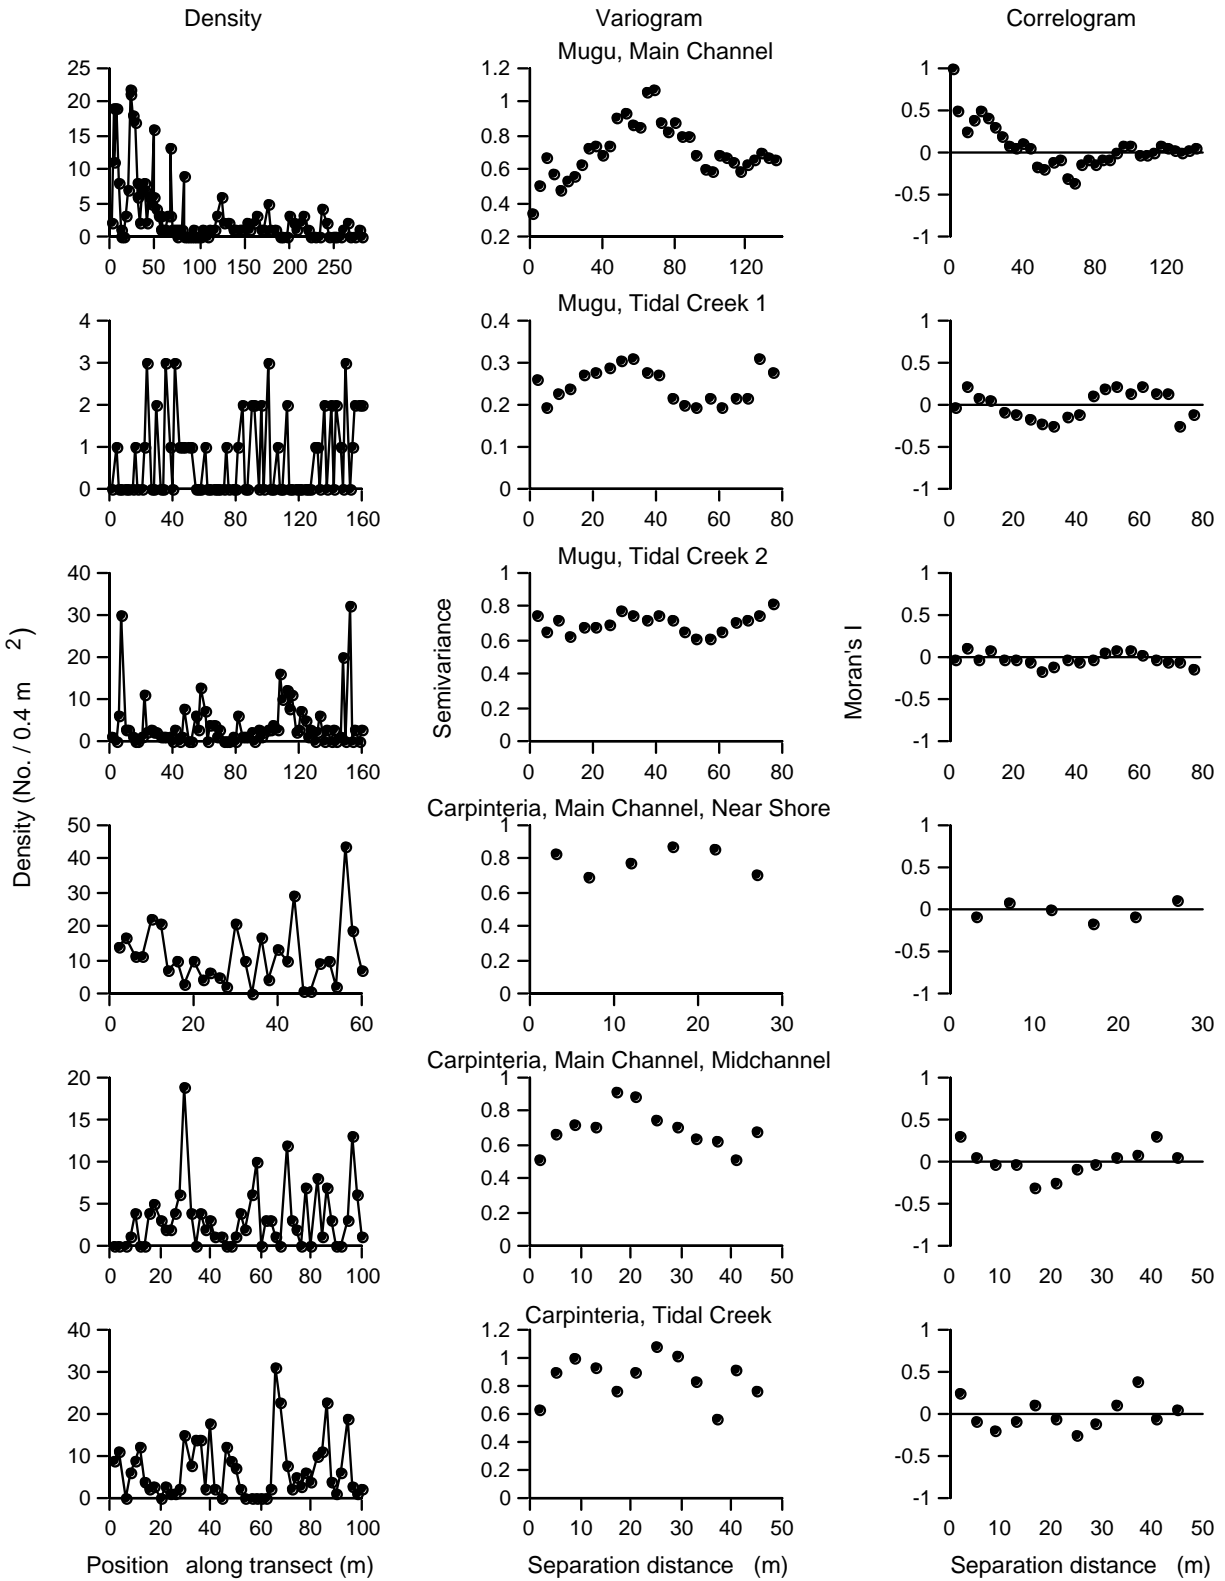 Density
Variogram
Correlogram
Mugu, Main Channel
25
20
15
10
5
0
0 50 100 150 200 250
1.2
1
0.8
0.6
0.4
0.2
0 40 80 120
1
0.5
0
-0.5
-1
0 40 80 120
Mugu, Tidal Creek 1
4
3
2
1
0
0 40 80 120 160
0.4
0.3
0.2
0.1
0
0 20 40 60 80
1
0.5
0
-0.5
-1
0 20 40 60 80
Mugu, Tidal Creek 2
40
30
20
10
0
0 40 80 120 160
Density (No. / 0.4 m 2)
1
0.8
0.6
0.4
0.2
0
0 20 40 60 80
Semivariance
1
0.5
0
-0.5
-1
0 20 40 60 80
Moran's I
Carpinteria, Main Channel, Near Shore
50
40
30
20
10
0
0 20 40 60
1
0.8
0.6
0.4
0.2
0
0 10 20 30
1
0.5
0
-0.5
-1
0 10 20 30
Carpinteria, Main Channel, Midchannel
20
15
10
5
0
0 20 40 60 80 100
1
0.8
0.6
0.4
0.2
0
0 10 20 30 40 50
1
0.5
0
-0.5
-1
0 10 20 30 40 50
Carpinteria, Tidal Creek
40
30
20
10
0
0 20 40 60 80 100
1.2
1
0.8
0.6
0.4
0.2
0
0 10 20 30 40 50
1
0.5
0
-0.5
-1
0 10 20 30 40 50
Position along transect (m)
Separation distance (m)
Separation distance (m)